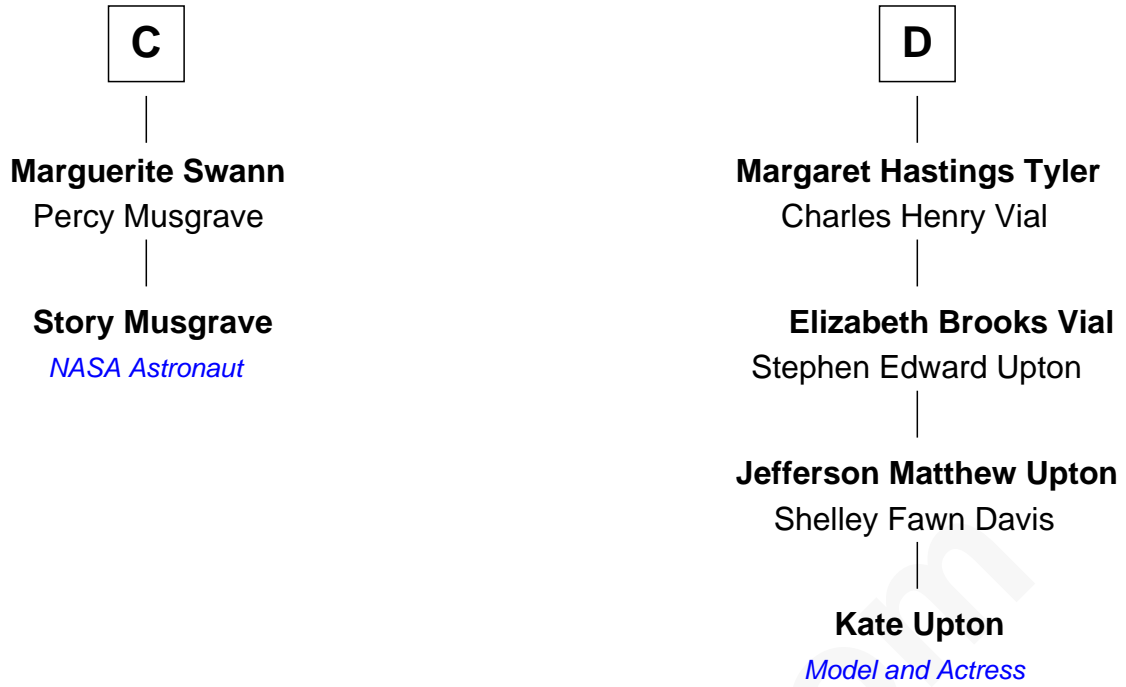 C
Marguerite Swann
Percy Musgrave
Story Musgrave
NASA Astronaut
D
Margaret Hastings Tyler
Charles Henry Vial
Elizabeth Brooks Vial
Stephen Edward Upton
Jefferson Matthew Upton
Shelley Fawn Davis
Kate Upton
Model and Actress